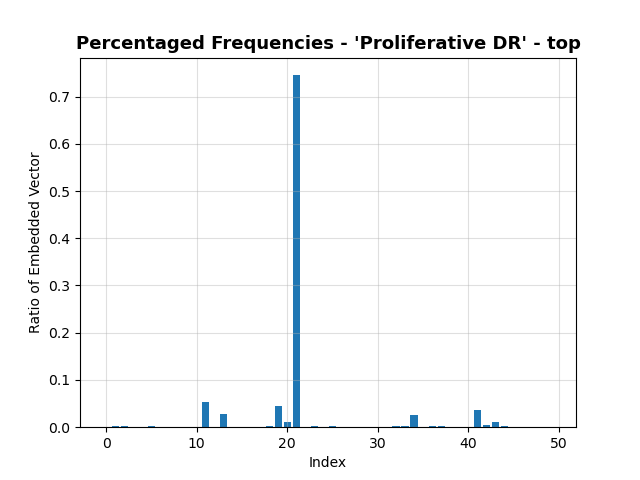 Percentaged Frequencies - 'Proliferative DR' - top
Ratio of Embedded Vector
0.7
0.6
0.5
0.4
0.3
0.2
0.1
0.0
0 10 20 30 40 50
Index